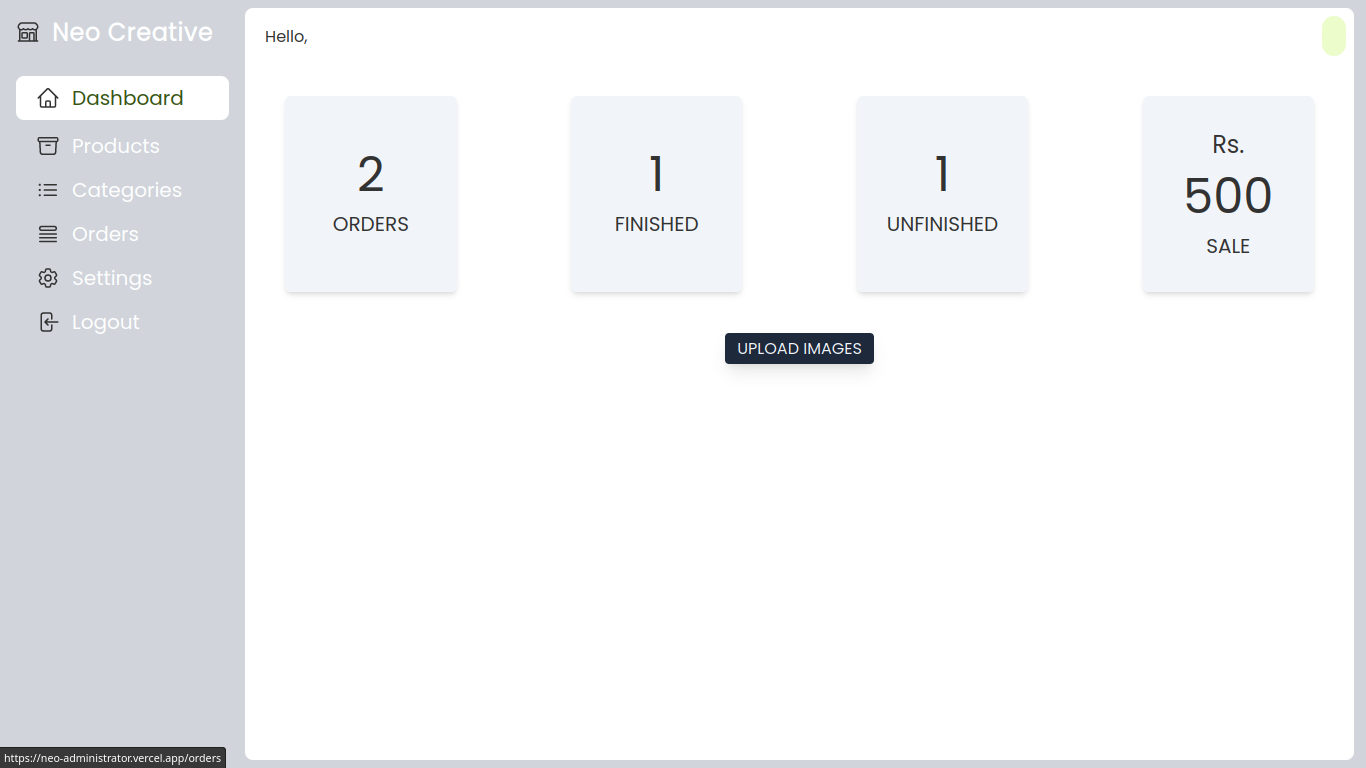 Neo Creative
Dashboard
Products
Categories
Orders
Settings
Logout
Hello,
2
ORDERS
1
FINISHED
1
UNFINISHED
Rs.
500
SALE
UPLOAD IMAGES
https://neo-administrator.vercel.app/orders